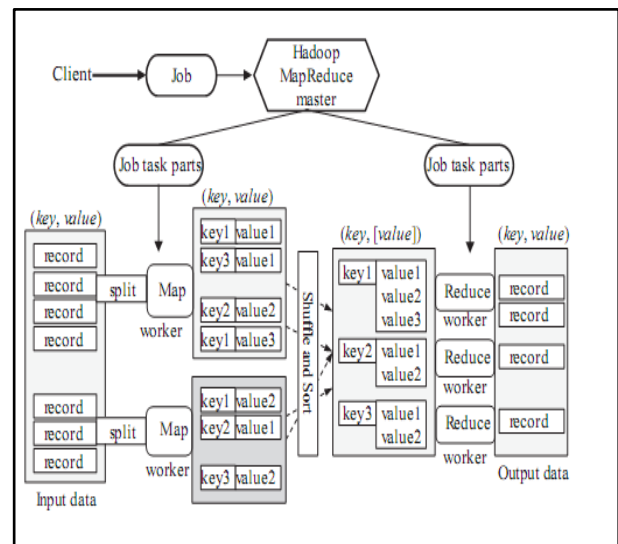 Client
Job
Hadoop
MapReduce
master
Job task parts
Job task parts
(key, value)
(key, value)
(key, [value])
(key, value)
record
record
record
record
record
record
record
split
split
Map
worker
Map
worker
key1 value1
key3 value1
key2 value2
key1 value3
key1 value2
key2 value1
key3 value2
Shuffle and Sort
key1 value1
value2
value3
key2 value1
value2
key3 value1
value2
Reduce
worker
Reduce
worker
Reduce
worker
record
record
record
record
Input data
Output data